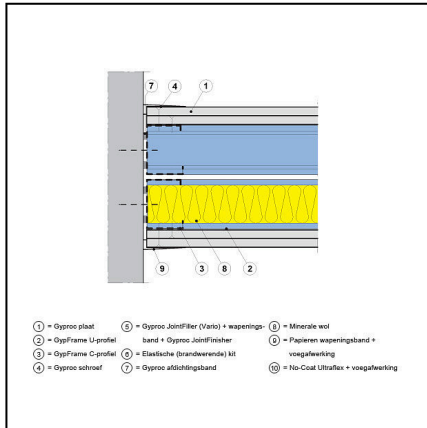 7 4 1
9 3 8 2
1 = Gyproc plaat
2 = GypFrame U-profiel
3 = GypFrame C-profiel
4 = Gyproc schroef
5 = Gyproc JointFiller (Vario) + wapenings-
band + Gyproc JointFinisher
6 = Elastische (brandwerende) kit
7 = Gyproc afdichtingsband
8 = Minerale wol
9 = Papieren wapeningsband +
voegafwerking
10 = No-Coat Ultraflex + voegafwerking